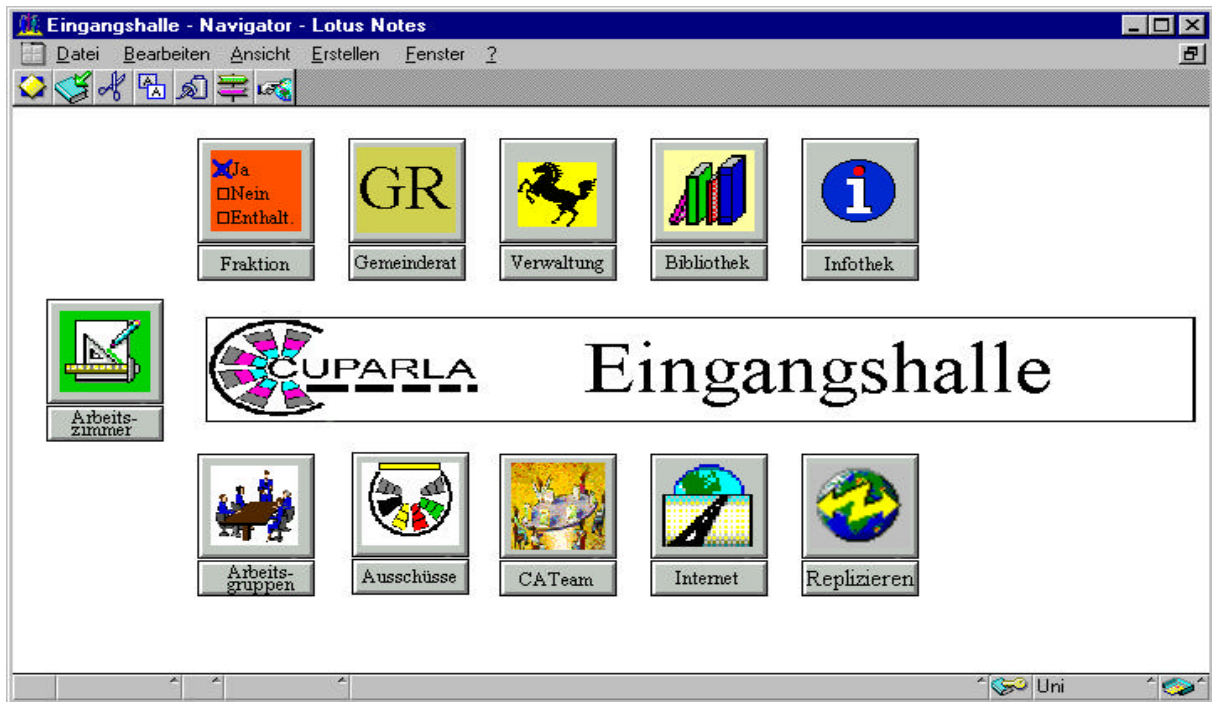 Eingangshalle - Navigator - Lotus Notes
Datei Bearbeiten Ansicht Erstellen Fenster ?
Ja
Nein
Enthalt.
GR
i
Fraktion
Gemeinderat
Verwaltung
Bibliothek
Infothek
CUPARLA
Eingangshalle
Arbeits-
zimmer
Arbeits-
gruppen
Ausschüsse
CATeam
Internet
Replizieren
Uni